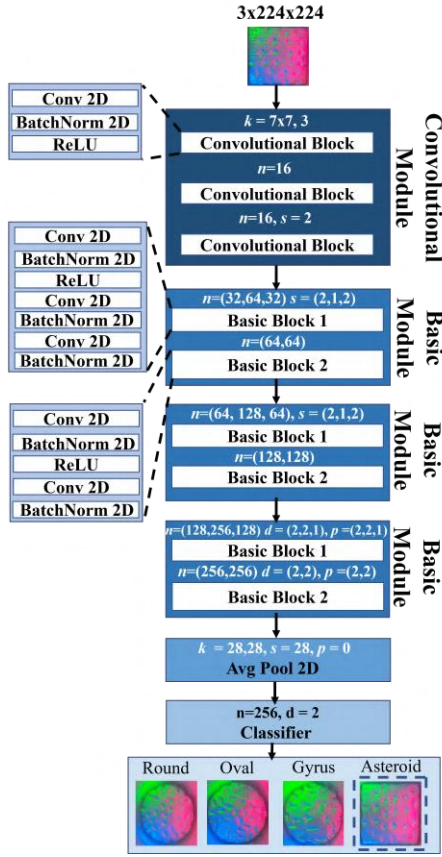 3x224x224
Conv 2D
BatchNorm 2D
ReLU
k = 7x7, 3
Convolutional Block
n=16
Convolutional Block
n=16, s = 2
Convolutional Block
Convolutional
Module
Conv 2D
BatchNorm 2D
ReLU
Conv 2D
BatchNorm 2D
Conv 2D
BatchNorm 2D
n=(32,64,32) s = (2,1,2)
Basic Block 1
n=(64,64)
Basic Block 2
Basic
Module
Conv 2D
BatchNorm 2D
ReLU
Conv 2D
BatchNorm 2D
n=(64, 128, 64), s = (2,1,2)
Basic Block 1
n=(128,128)
Basic Block 2
Basic
Module
n=(128,256,128) d = (2,2,1), p =(2,2,1)
Basic Block 1
n=(256,256) d = (2,2), p =(2,2)
Basic Block 2
Basic
Module
k = 28,28, s = 28, p = 0
Avg Pool 2D
n=256, d = 2
Classifier
Round Oval Gyrus Asteroid